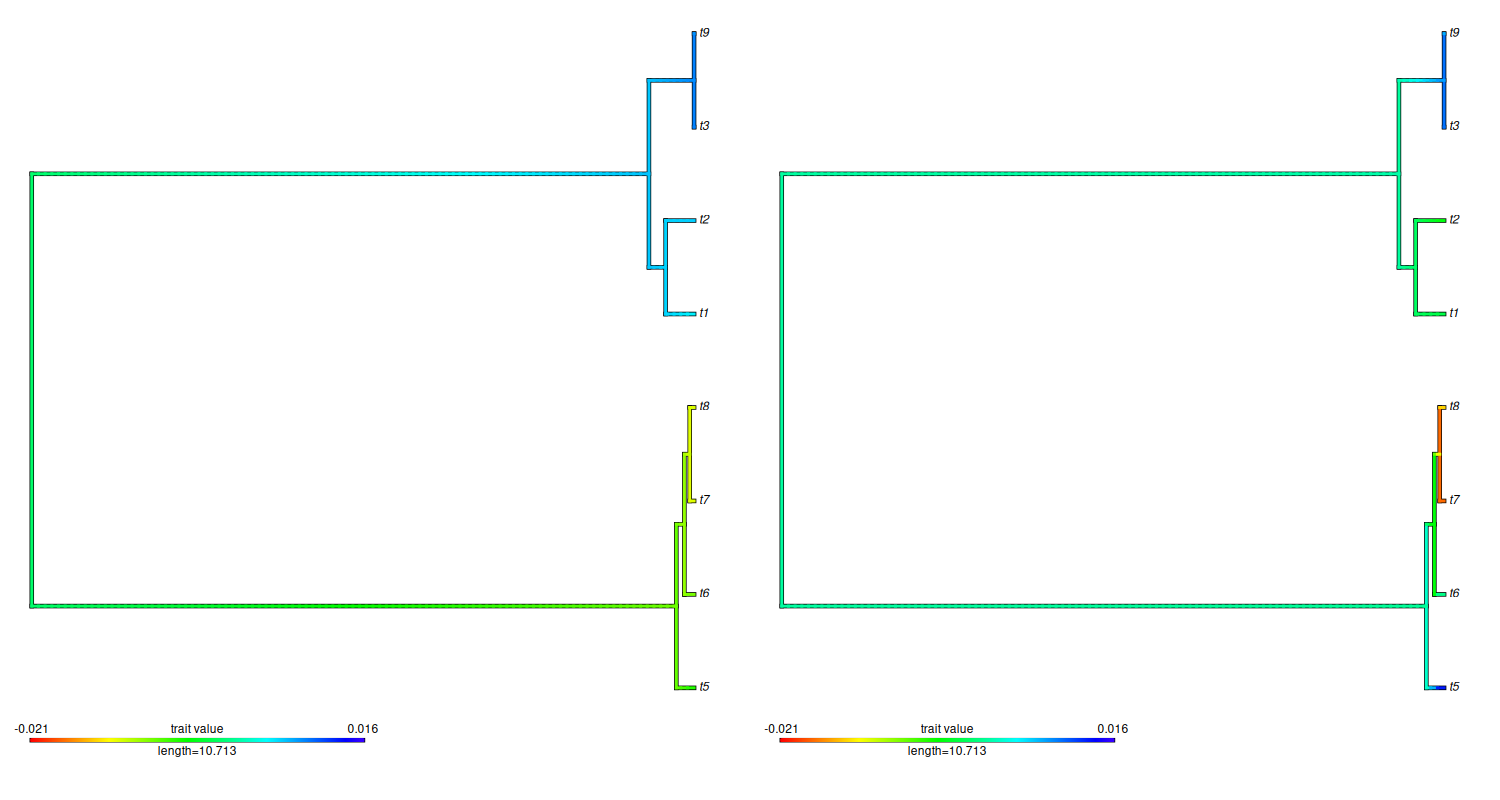 t9
t3
t2
t1
t8
t7
t6
t5
-0.021 trait value 0.016
length=10.713
t9
t3
t2
t1
t8
t7
t6
t5
-0.021 trait value 0.016
length=10.713